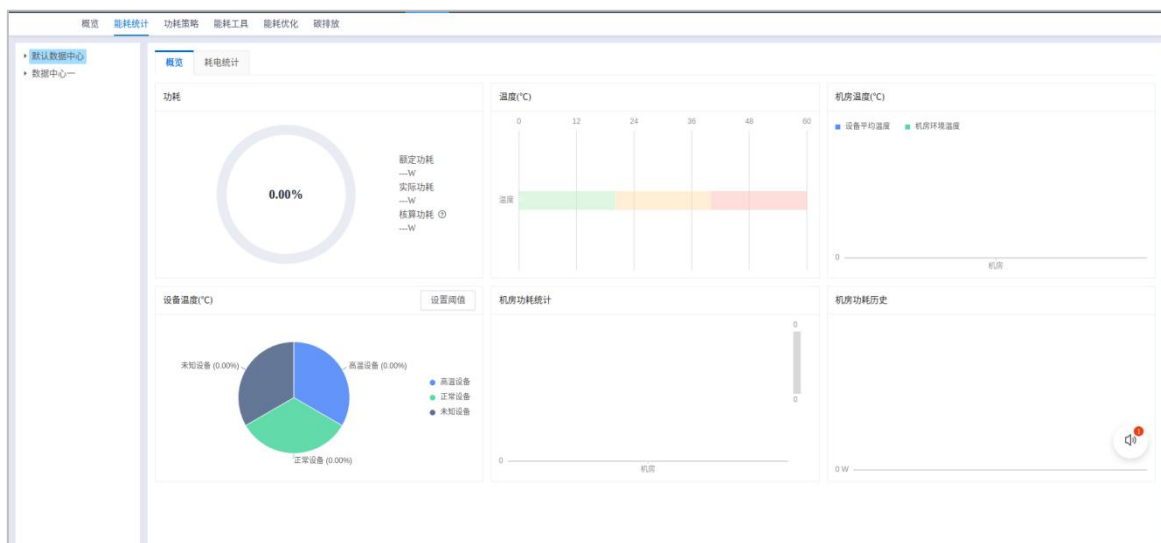 概览 能耗统计 功耗策略 能耗工具 能耗优化 碳排放
默认数据中心
数据中心一
概览 耗电统计
功耗
0.00%
额定功耗
---W
实际功耗
---W
核算功耗
---W
温度(°C)
0 12 24 36 48 60
温度
机房温度(°C)
设备平均温度 机房环境温度
0
机房
设备温度(°C) 设置阈值
未知设备 (0.00%)
高温设备 (0.00%)
正常设备 (0.00%)
高温设备
正常设备
未知设备
机房功耗统计
0
0
0
机房
机房功耗历史
1
0 W